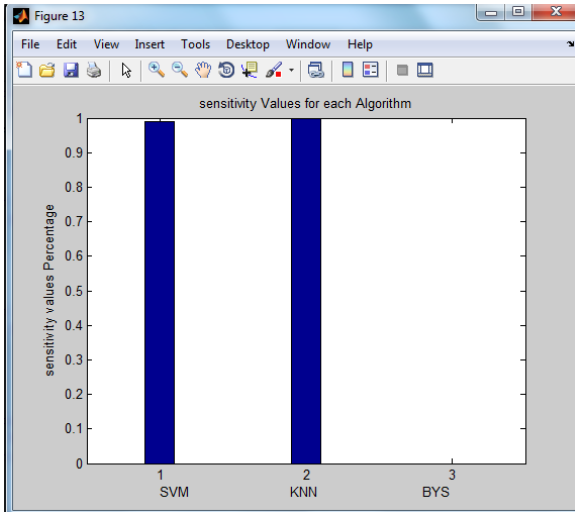 Figure 13
File Edit View Insert Tools Desktop Window Help
sensitivity Values for each Algorithm
sensitivity values Percentage
1
0.9
0.8
0.7
0.6
0.5
0.4
0.3
0.2
0.1
0
1 2 3
SVM KNN BYS